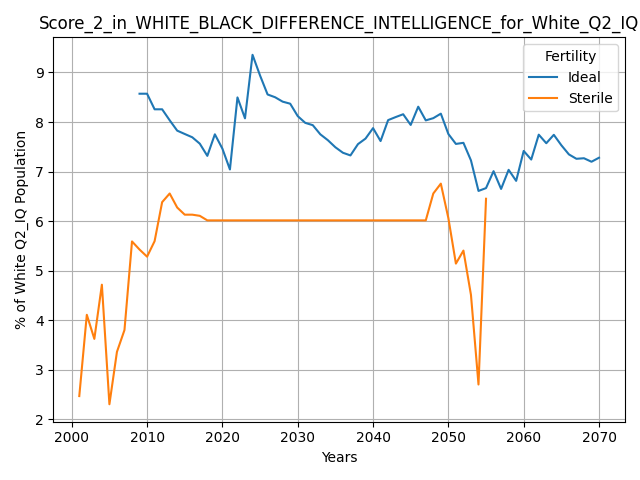 Score_2_in_WHITE_BLACK_DIFFERENCE_INTELLIGENCE_for_White_Q2_IQ
Fertility
Ideal
Sterile
% of White Q2_IQ Population
9
8
7
6
5
4
3
2
2000 2010 2020 2030 2040 2050 2060 2070
Years